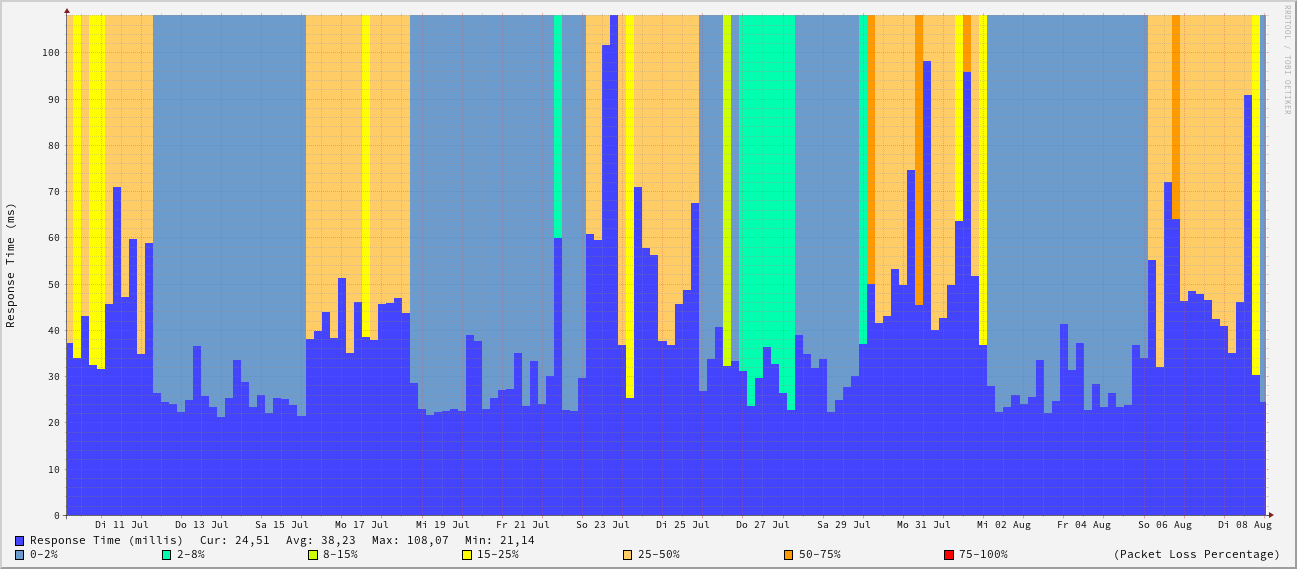 RRDTOOL / TOBI OETIKER
Response Time (ms)
100
90
80
70
60
50
40
30
20
10
0
Di 11 Jul Do 13 Jul Sa 15 Jul Mo 17 Jul Mi 19 Jul Fr 21 Jul So 23 Jul Di 25 Jul Do 27 Jul Sa 29 Jul Mo 31 Jul Mi 02 Aug Fr 04 Aug So 06 Aug Di 08 Aug
Response Time (millis) Cur: 24,51 Avg: 38,23 Max: 108,07 Min: 21,14
0-2% 2-8% 8-15% 15-25% 25-50% 50-75% 75-100% (Packet Loss Percentage)